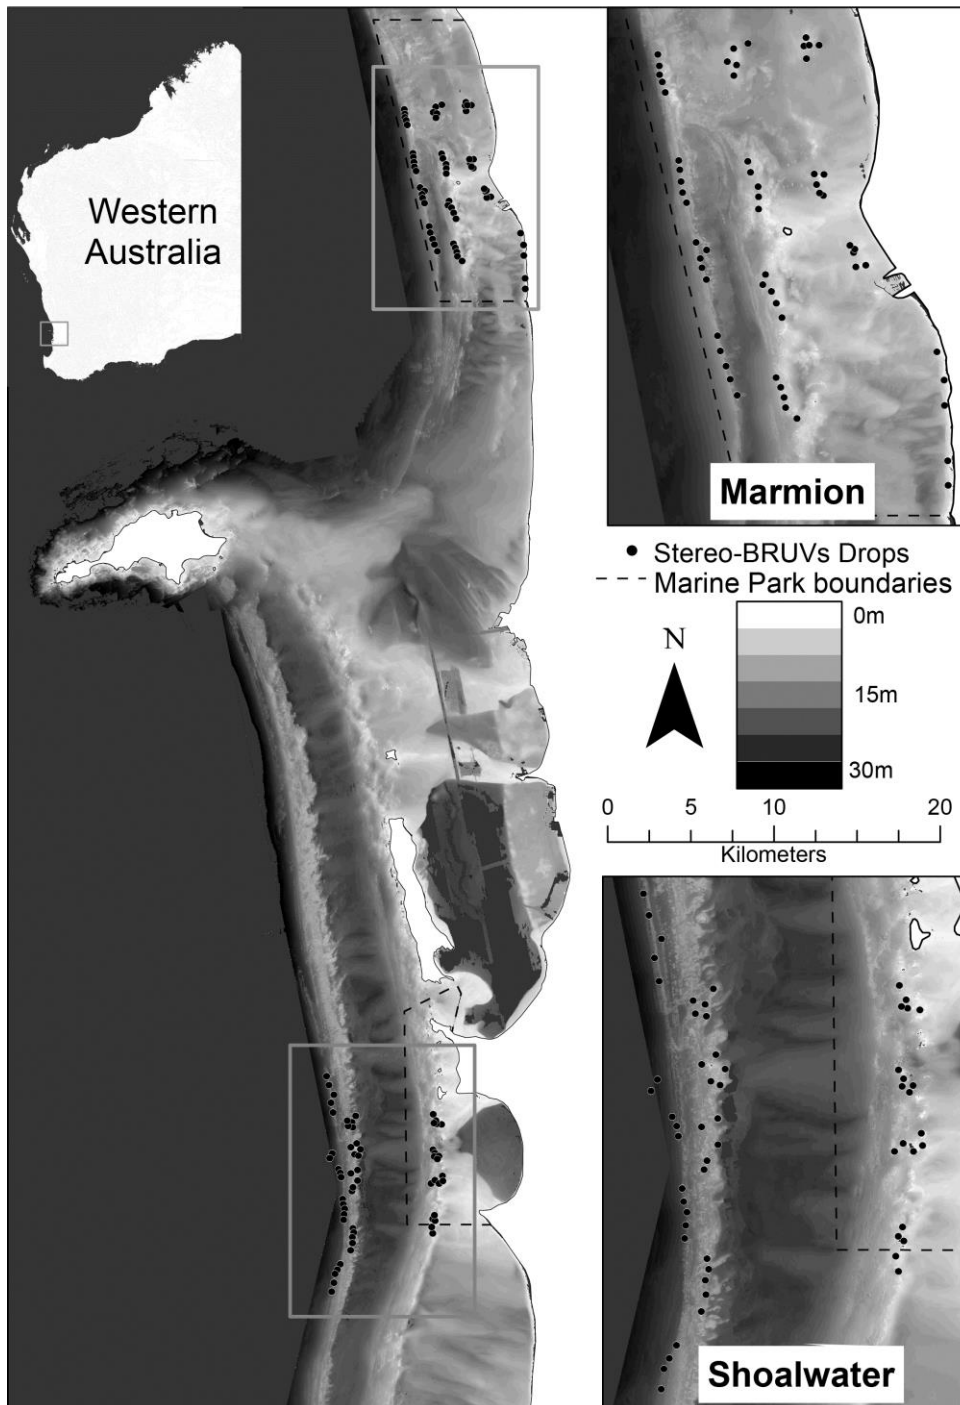 Western
Australia
Marmion
Stereo-BRUVs Drops
Marine Park boundaries
N
0m
15m
30m
0 5 10 20
Kilometers
Shoalwater